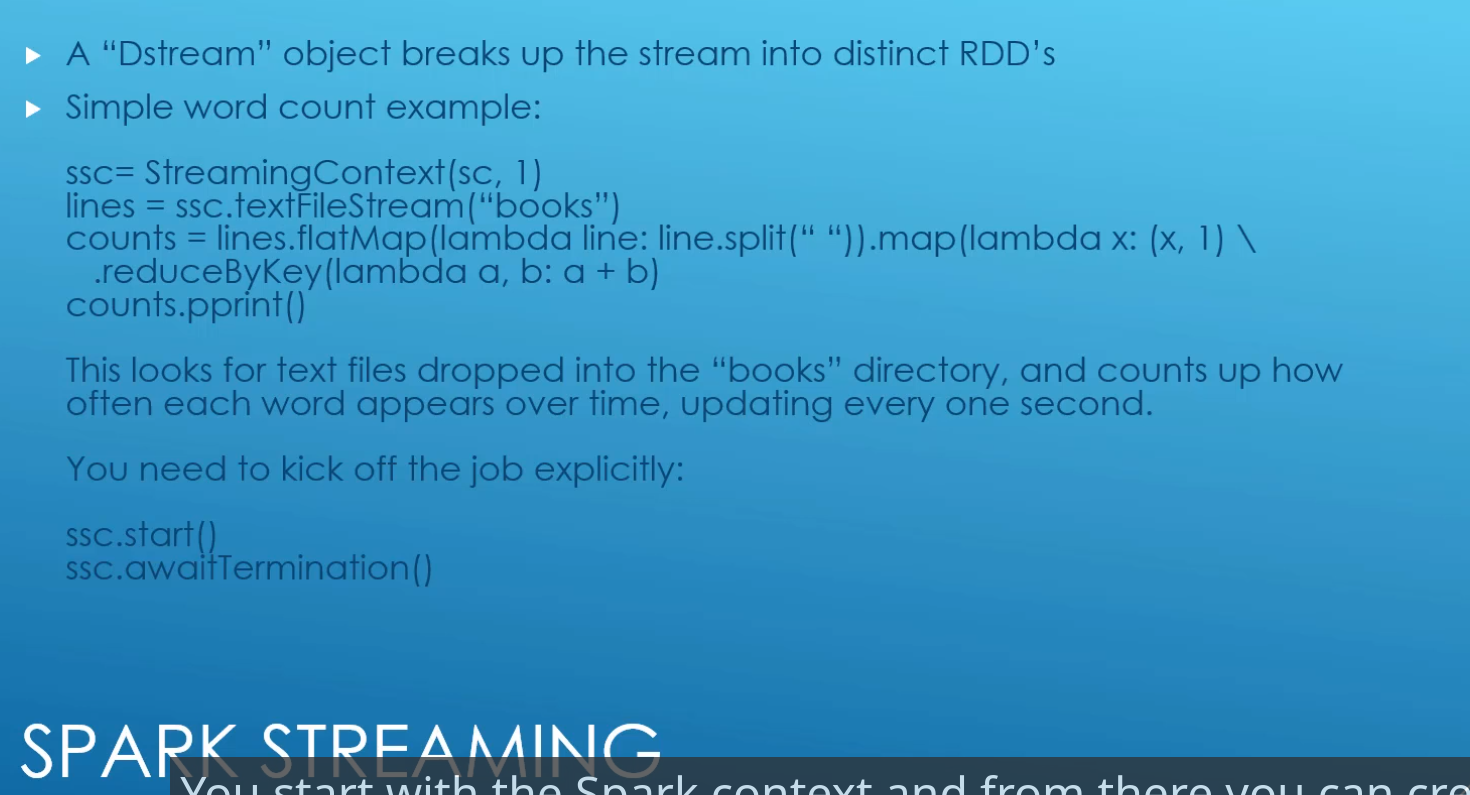 A “Dstream” object breaks up the stream into distinct RDD’s
Simple word count example:
ssc= StreamingContext(sc, 1)
lines = ssc.textFileStream(“books”)
counts = lines.flatMap(lambda line: line.split(“ “)).map(lambda x: (x, 1) \
.reduceByKey(lambda a, b: a + b)
counts.pprint()
This looks for text files dropped into the “books” directory, and counts up how
often each word appears over time, updating every one second.
You need to kick off the job explicitly:
ssc.start()
ssc.awaitTermination()
SPARK STREAMING
You start with the Spark context and from there you can